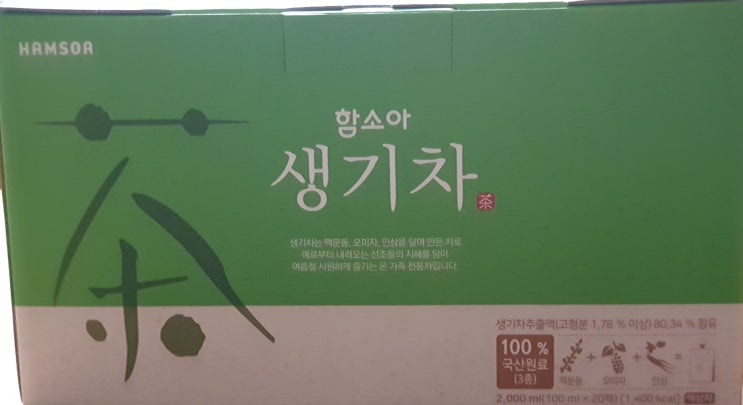 HAMSOA
茶
함소아
생기차
茶
생기차는 맥문동, 오미자, 인삼을 달여 만든 차로
예로부터 내려오는 선조들의 지혜를 담아
여름철 시원하게 즐기는 온 가족 전통차입니다.
생기차추출액(고형분 1.78 % 이상) 80.34 % 함유
100 %
국산원료
(3종)
맥문동 + 오미자 + 인삼 =
2,000 ml(100 ml × 20팩) [1,400 kcal] 액상차